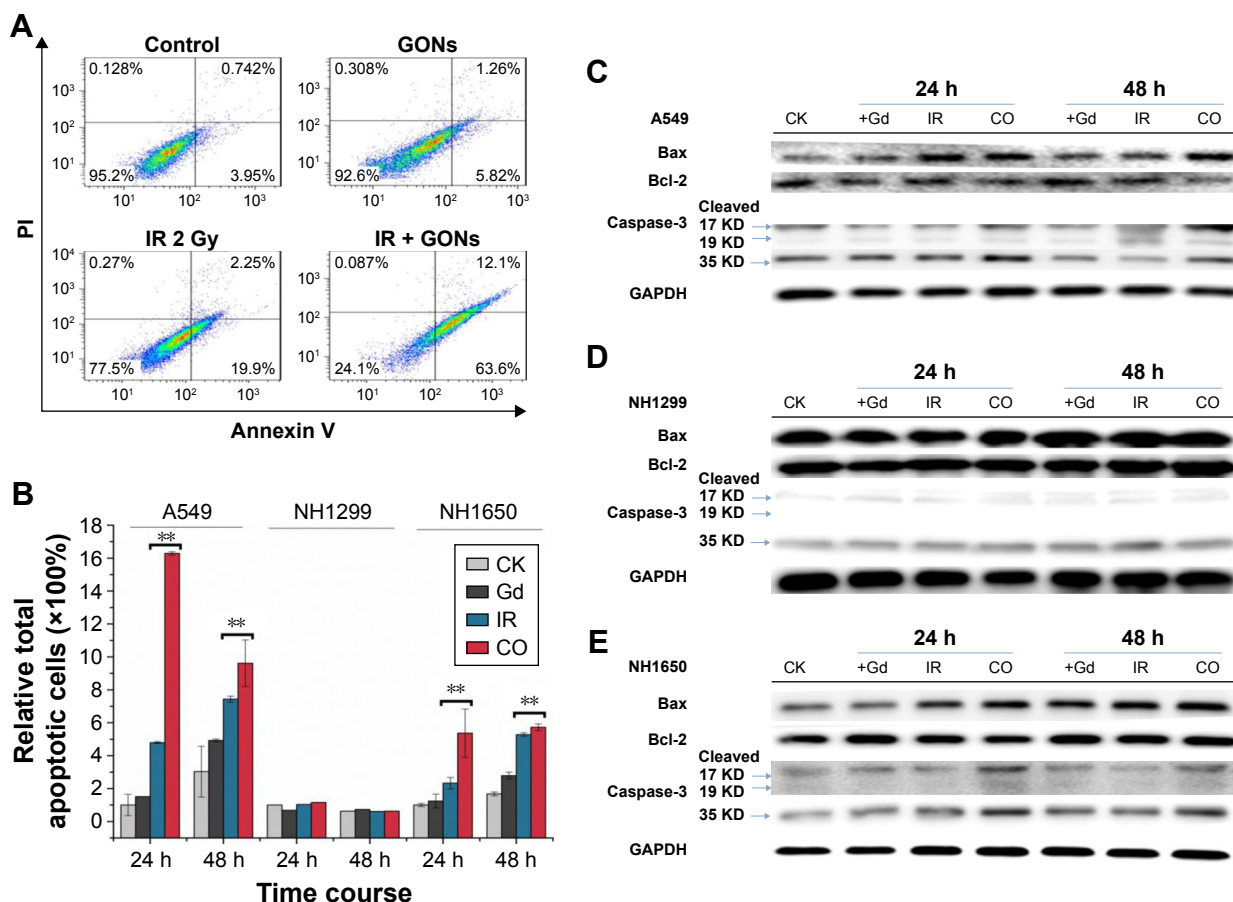 A
Control
GONs
0.128%
0.742%
0.308%
1.26%
10³
10²
10¹
95.2%
3.95%
92.6%
5.82%
10¹
10²
10³
10¹
10²
10³
PI
IR 2 Gy
IR + GONs
10⁴
0.27%
2.25%
0.087%
12.1%
10³
10²
10¹
77.5%
19.9%
24.1%
63.6%
10¹
10²
10³
10¹
10²
10³
Annexin V
B
A549
NH1299
NH1650
Relative total
apoptotic cells (×100%)
18
16
14
12
10
8
6
4
2
0
**
**
**
**
CK
Gd
IR
CO
24 h
48 h
24 h
48 h
24 h
48 h
Time course
C
24 h
48 h
A549
CK
+Gd
IR
CO
+Gd
IR
CO
Bax
Bcl-2
Cleaved
Caspase-3
17 KD
19 KD
35 KD
GAPDH
D
24 h
48 h
NH1299
CK
+Gd
IR
CO
+Gd
IR
CO
Bax
Bcl-2
Cleaved
17 KD
Caspase-3
19 KD
35 KD
GAPDH
E
24 h
48 h
NH1650
CK
+Gd
IR
CO
+Gd
IR
CO
Bax
Bcl-2
Cleaved
17 KD
19 KD
Caspase-3
35 KD
GAPDH